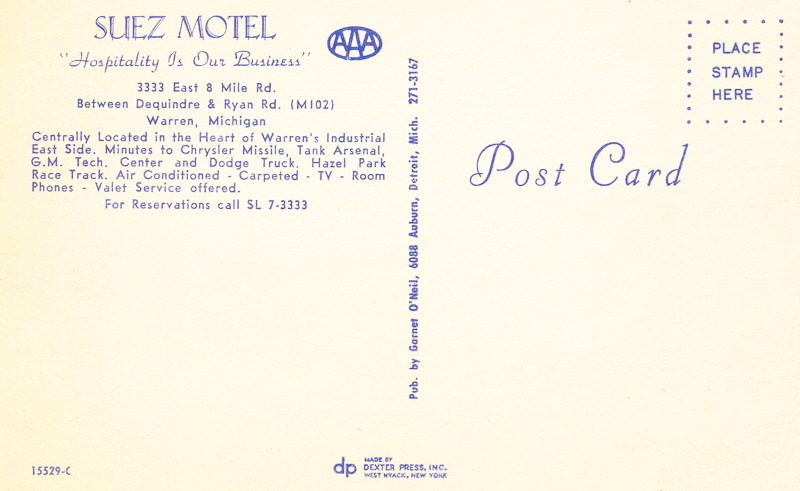 SUEZ MOTEL
"Hospitality Is Our Business"
AAA
3333 East 8 Mile Rd.
Between Dequindre & Ryan Rd. (M102)
Warren, Michigan
Centrally Located in the Heart of Warren's Industrial
East Side. Minutes to Chrysler Missile, Tank Arsenal,
G.M. Tech. Center and Dodge Truck. Hazel Park
Race Track. Air Conditioned - Carpeted - TV - Room
Phones - Valet Service offered.
For Reservations call SL 7-3333
15529-C
Pub. by Garnet O'Neil, 6088 Auburn, Detroit, Mich. 271-3167
dp
MADE BY
DEXTER PRESS, INC.
WEST NYACK, NEW YORK
PLACE
STAMP
HERE
Post Card